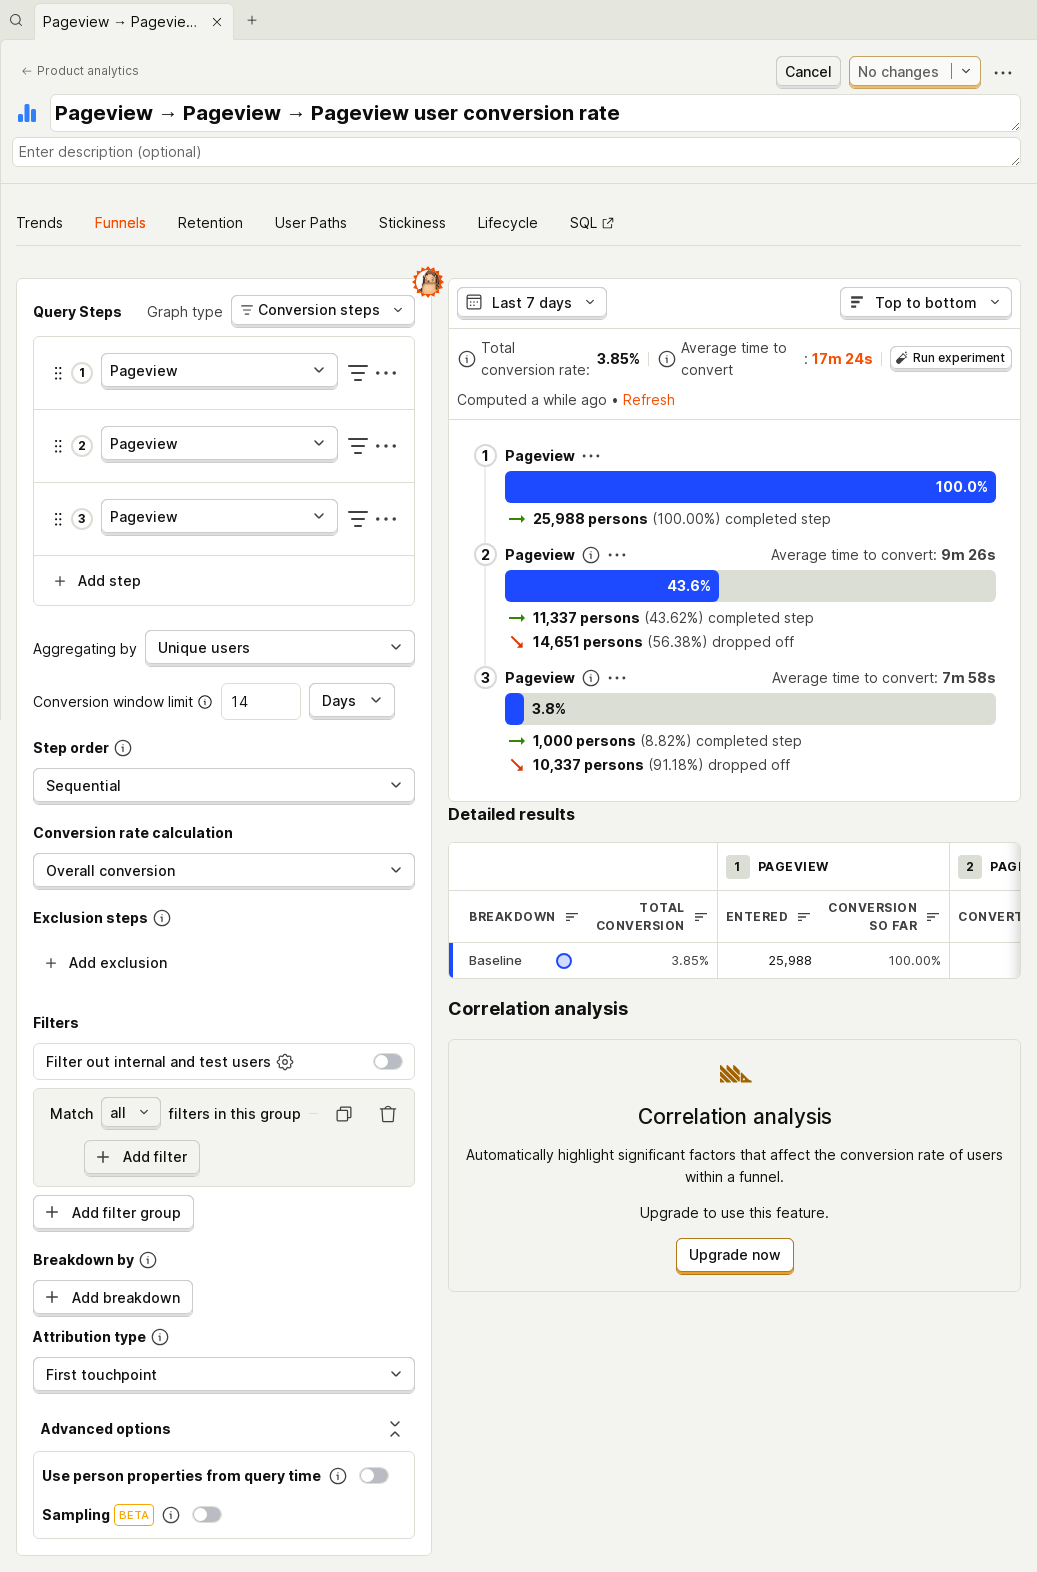 Pageview → Pagevie...
Product analytics
Cancel
No changes
Pageview → Pageview → Pageview user conversion rate
Enter description (optional)
Trends Funnels Retention User Paths Stickiness Lifecycle SQL
Query Steps
Graph type
Conversion steps
1 Pageview
2 Pageview
3 Pageview
Add step
Aggregating by Unique users
Conversion window limit 14 Days
Step order
Sequential
Conversion rate calculation
Overall conversion
Exclusion steps
Add exclusion
Filters
Filter out internal and test users
Match all filters in this group
Add filter
Add filter group
Breakdown by
Add breakdown
Attribution type
First touchpoint
Advanced options
Use person properties from query time
Sampling BETA
Last 7 days
Top to bottom
Total conversion rate: 3.85%
Average time to convert : 17m 24s
Run experiment
Computed a while ago • Refresh
1 Pageview
100.0%
25,988 persons (100.00%) completed step
2 Pageview
Average time to convert: 9m 26s
43.6%
11,337 persons (43.62%) completed step
14,651 persons (56.38%) dropped off
3 Pageview
Average time to convert: 7m 58s
3.8%
1,000 persons (8.82%) completed step
10,337 persons (91.18%) dropped off
Detailed results
1 PAGEVIEW 2 PAGE
BREAKDOWN TOTAL CONVERSION ENTERED CONVERSION SO FAR CONVERT
Baseline 3.85% 25,988 100.00%
Correlation analysis
Correlation analysis
Automatically highlight significant factors that affect the conversion rate of users
within a funnel.
Upgrade to use this feature.
Upgrade now